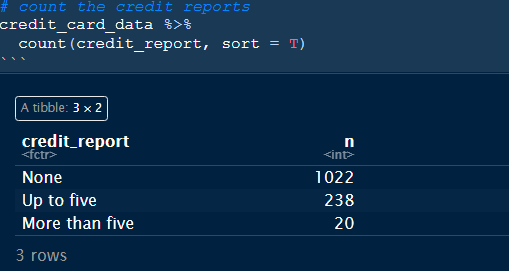 # count the credit reports
credit_card_data %>%
  count(credit_report, sort = T)
```
A tibble: 3 × 2
credit_report n
<fctr> <int>
None 1022
Up to five 238
More than five 20
3 rows